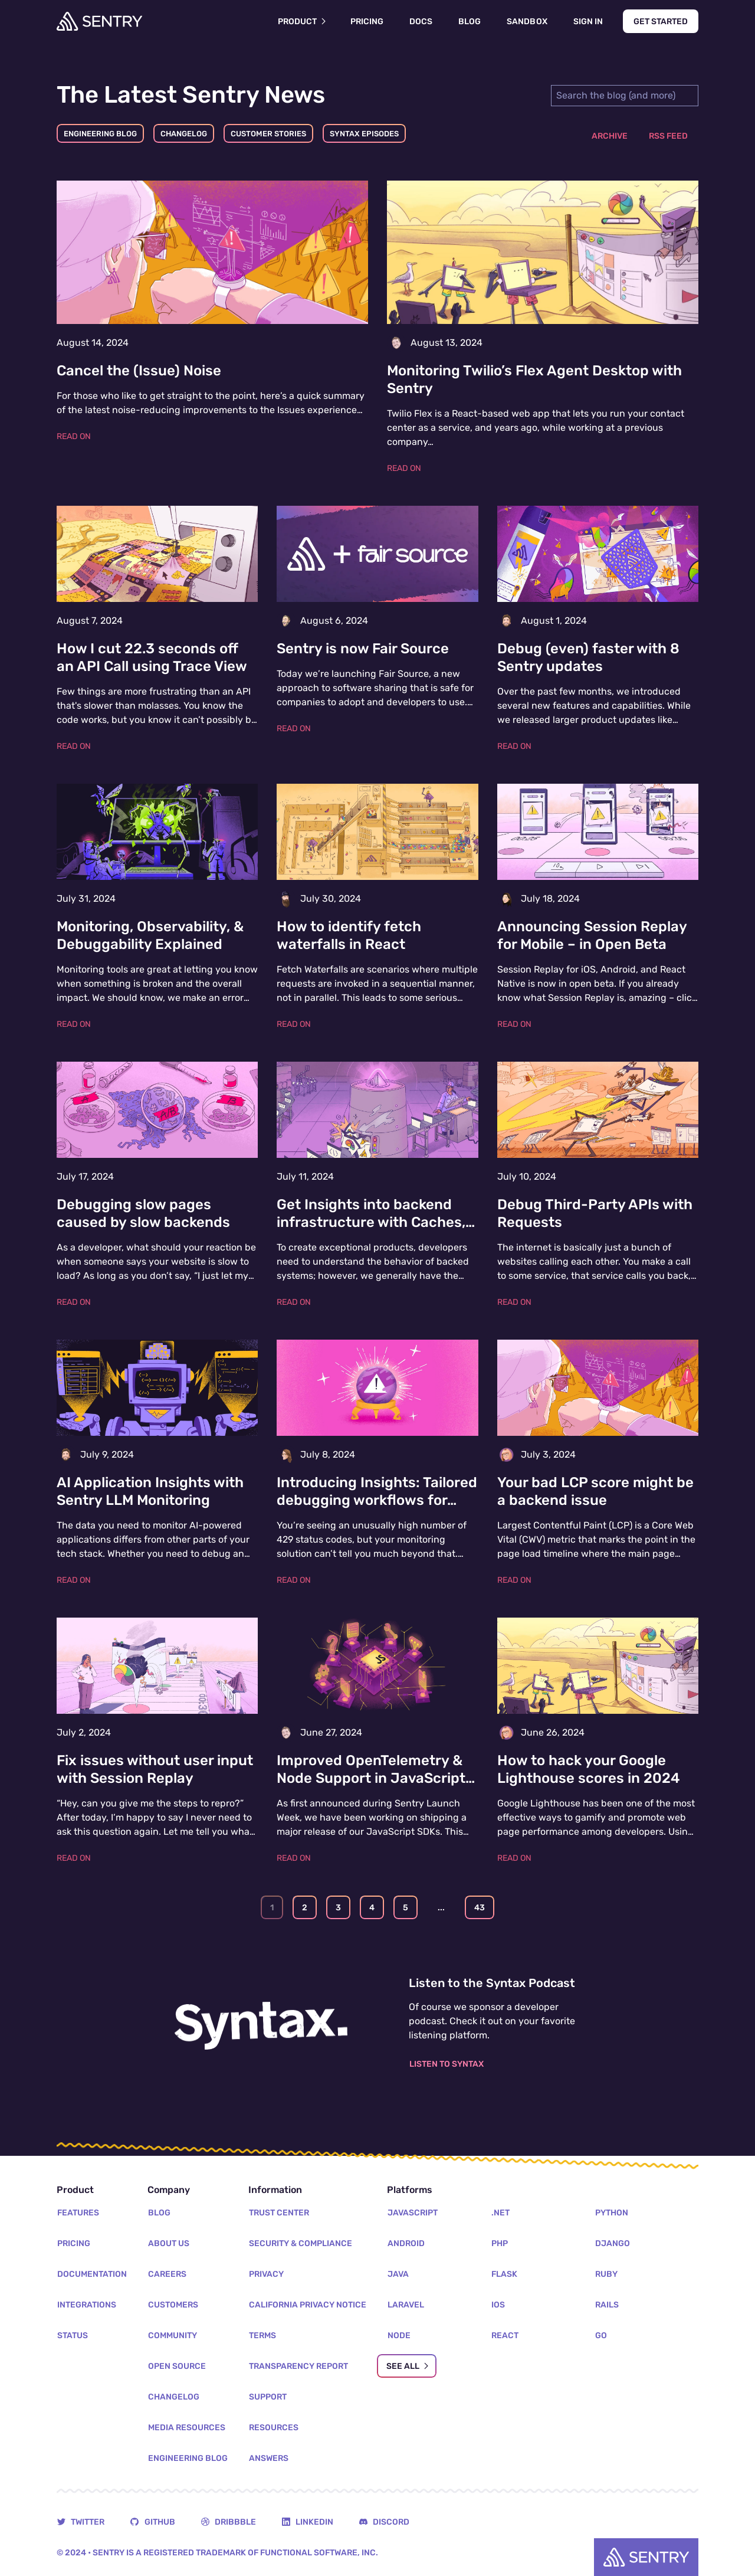 SENTRY
PRODUCT
PRICING
DOCS
BLOG
SANDBOX
SIGN IN
GET STARTED
The Latest Sentry News
Search the blog (and more)
ENGINEERING BLOG
CHANGELOG
CUSTOMER STORIES
SYNTAX EPISODES
ARCHIVE
RSS FEED
August 14, 2024
Cancel the (Issue) Noise
For those who like to get straight to the point, here's a quick summary
of the latest noise-reducing improvements to the Issues experience...
READ ON
August 13, 2024
Monitoring Twilio’s Flex Agent Desktop with
Sentry
Twilio Flex is a React-based web app that lets you run your contact
center as a service, and years ago, while working at a previous
company...
READ ON
+ fair source
August 7, 2024
How I cut 22.3 seconds off
an API Call using Trace View
Few things are more frustrating than an API
that's slower than molasses. You know the
code works, but you know it can’t possibly b...
READ ON
August 6, 2024
Sentry is now Fair Source
Today we’re launching Fair Source, a new
approach to software sharing that is safe for
companies to adopt and developers to use....
READ ON
August 1, 2024
Debug (even) faster with 8
Sentry updates
Over the past few months, we introduced
several new features and capabilities. While
we released larger product updates like...
READ ON
July 31, 2024
Monitoring, Observability, &
Debuggability Explained
Monitoring tools are great at letting you know
when something is broken and the overall
impact. We should know, we make an error...
READ ON
July 30, 2024
How to identify fetch
waterfalls in React
Fetch Waterfalls are scenarios where multiple
requests are invoked in a sequential manner,
not in parallel. This leads to some serious...
READ ON
July 18, 2024
Announcing Session Replay
for Mobile – in Open Beta
Session Replay for iOS, Android, and React
Native is now in open beta. If you already
know what Session Replay is, amazing – clic...
READ ON
July 17, 2024
Debugging slow pages
caused by slow backends
As a developer, what should your reaction be
when someone says your website is slow to
load? As long as you don’t say, “I just let my...
READ ON
July 11, 2024
Get Insights into backend
infrastructure with Caches,...
To create exceptional products, developers
need to understand the behavior of backed
systems; however, we generally have the...
READ ON
July 10, 2024
Debug Third-Party APIs with
Requests
The internet is basically just a bunch of
websites calling each other. You make a call
to some service, that service calls you back,...
READ ON
July 9, 2024
AI Application Insights with
Sentry LLM Monitoring
The data you need to monitor AI-powered
applications differs from other parts of your
tech stack. Whether you need to debug an...
READ ON
July 8, 2024
Introducing Insights: Tailored
debugging workflows for...
You’re seeing an unusually high number of
429 status codes, but your monitoring
solution can’t tell you much beyond that....
READ ON
July 3, 2024
Your bad LCP score might be
a backend issue
Largest Contentful Paint (LCP) is a Core Web
Vital (CWV) metric that marks the point in the
page load timeline where the main page...
READ ON
July 2, 2024
Fix issues without user input
with Session Replay
“Hey, can you give me the steps to repro?”
After today, I’m happy to say I never need to
ask this question again. Let me tell you wha...
READ ON
June 27, 2024
Improved OpenTelemetry &
Node Support in JavaScript...
As first announced during Sentry Launch
Week, we have been working on shipping a
major release of our JavaScript SDKs. This...
READ ON
June 26, 2024
How to hack your Google
Lighthouse scores in 2024
Google Lighthouse has been one of the most
effective ways to gamify and promote web
page performance among developers. Usin...
READ ON
1
2
3
4
5
...
43
Syntax.
Listen to the Syntax Podcast
Of course we sponsor a developer
podcast. Check it out on your favorite
listening platform.
LISTEN TO SYNTAX
Product
FEATURES
PRICING
DOCUMENTATION
INTEGRATIONS
STATUS
Company
BLOG
ABOUT US
CAREERS
CUSTOMERS
COMMUNITY
OPEN SOURCE
CHANGELOG
MEDIA RESOURCES
ENGINEERING BLOG
Information
TRUST CENTER
SECURITY & COMPLIANCE
PRIVACY
CALIFORNIA PRIVACY NOTICE
TERMS
TRANSPARENCY REPORT
SUPPORT
RESOURCES
ANSWERS
Platforms
JAVASCRIPT
ANDROID
JAVA
LARAVEL
NODE
SEE ALL
.NET
PHP
FLASK
IOS
REACT
PYTHON
DJANGO
RUBY
RAILS
GO
TWITTER
GITHUB
DRIBBBLE
LINKEDIN
DISCORD
© 2024 • SENTRY IS A REGISTERED TRADEMARK OF FUNCTIONAL SOFTWARE, INC.
SENTRY